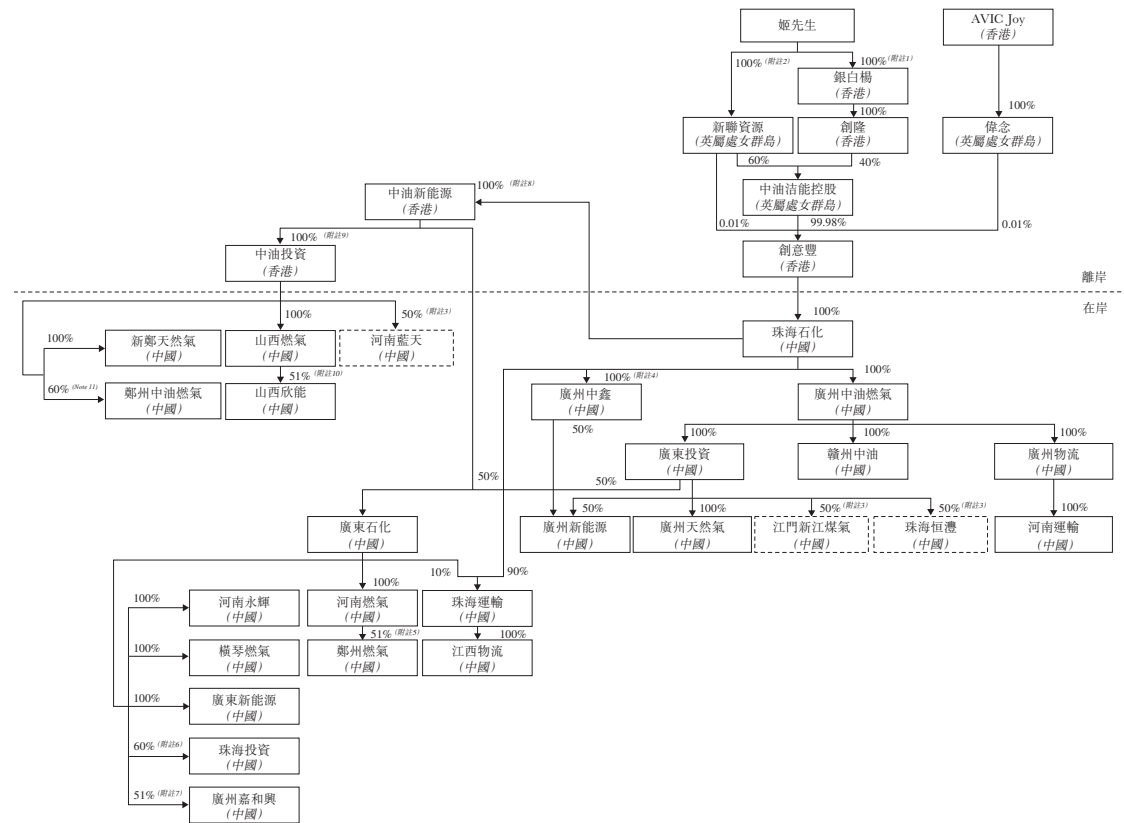 姬先生
AVIC Joy
(香港)
100% (附註2)
100% (附註1)
銀白楊
(香港)
100%
100%
新聯資源
(英屬處女群島)
創隆
(香港)
偉念
(英屬處女群島)
60%
40%
中油新能源
(香港)
100% (附註8)
中油洁能控股
(英屬處女群島)
0.01%
99.98%
0.01%
100% (附註9)
中油投資
(香港)
創意豐
(香港)
離岸
在岸
100%
100%
50% (附註3)
100%
新鄭天然氣
(中國)
山西燃氣
(中國)
河南藍天
(中國)
珠海石化
(中國)
60% (Note 11)
51% (附註10)
鄭州中油燃氣
(中國)
山西欣能
(中國)
100% (附註4)
100%
廣州中鑫
(中國)
廣州中油燃氣
(中國)
50%
100%
100%
100%
廣東投資
(中國)
贛州中油
(中國)
廣州物流
(中國)
50%
50%
50%
100%
50% (附註3)
50% (附註3)
100%
廣東石化
(中國)
廣州新能源
(中國)
廣州天然氣
(中國)
江門新江煤氣
(中國)
珠海恒灃
(中國)
河南運輸
(中國)
10%
90%
100%
100%
河南永輝
(中國)
河南燃氣
(中國)
珠海運輸
(中國)
51% (附註5)
100%
100%
橫琴燃氣
(中國)
鄭州燃氣
(中國)
江西物流
(中國)
100%
廣東新能源
(中國)
60% (附註6)
珠海投資
(中國)
51% (附註7)
廣州嘉和興
(中國)